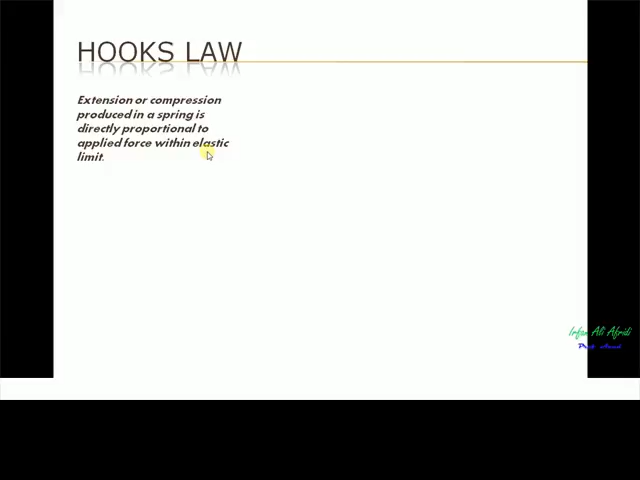 HOOKS LAW
Extension or compression
produced in a spring is
directly proportional to
applied force within elastic
limit.
Irfan Ali Afridi